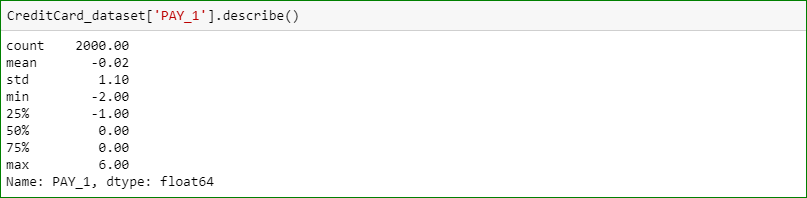 CreditCard_dataset['PAY_1'].describe()
count    2000.00
mean       -0.02
std         1.10
min        -2.00
25%        -1.00
50%         0.00
75%         0.00
max         6.00
Name: PAY_1, dtype: float64